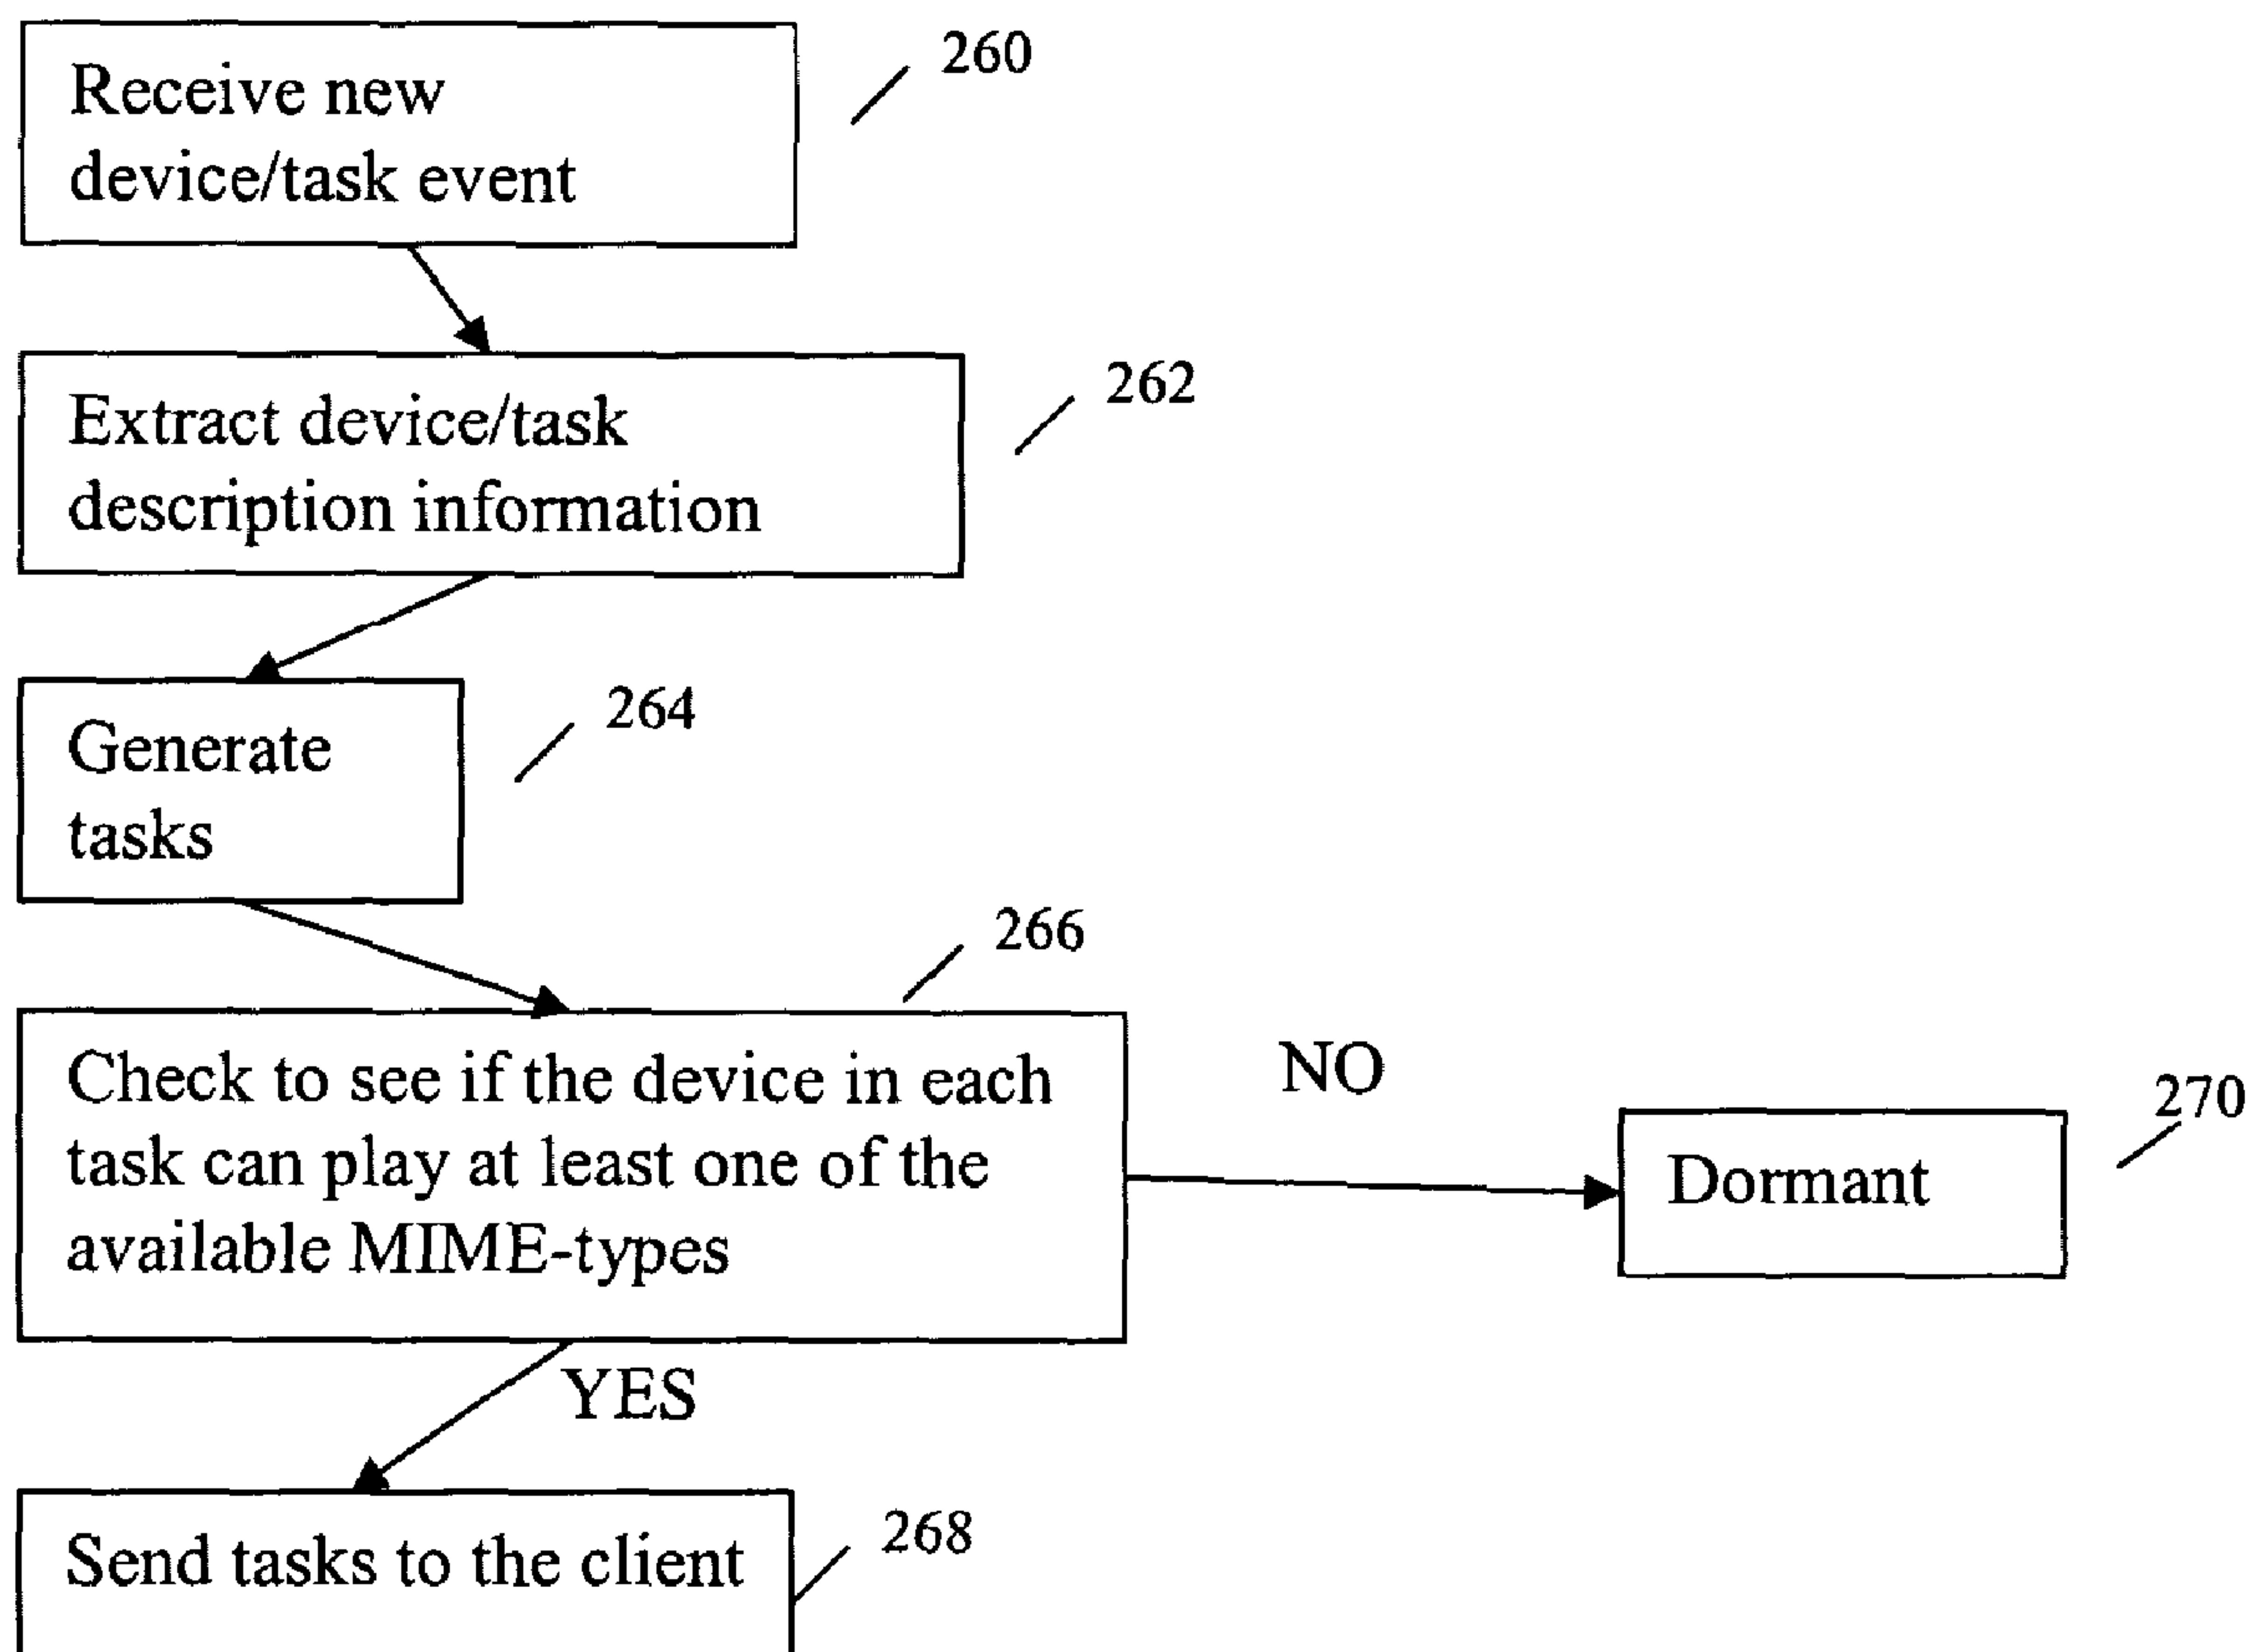 Receive new
device/task event
260
Extract device/task
description information
262
Generate
tasks
264
266
Check to see if the device in each
task can play at least one of the
available MIME-types
NO
270
Dormant
YES
Send tasks to the client
268